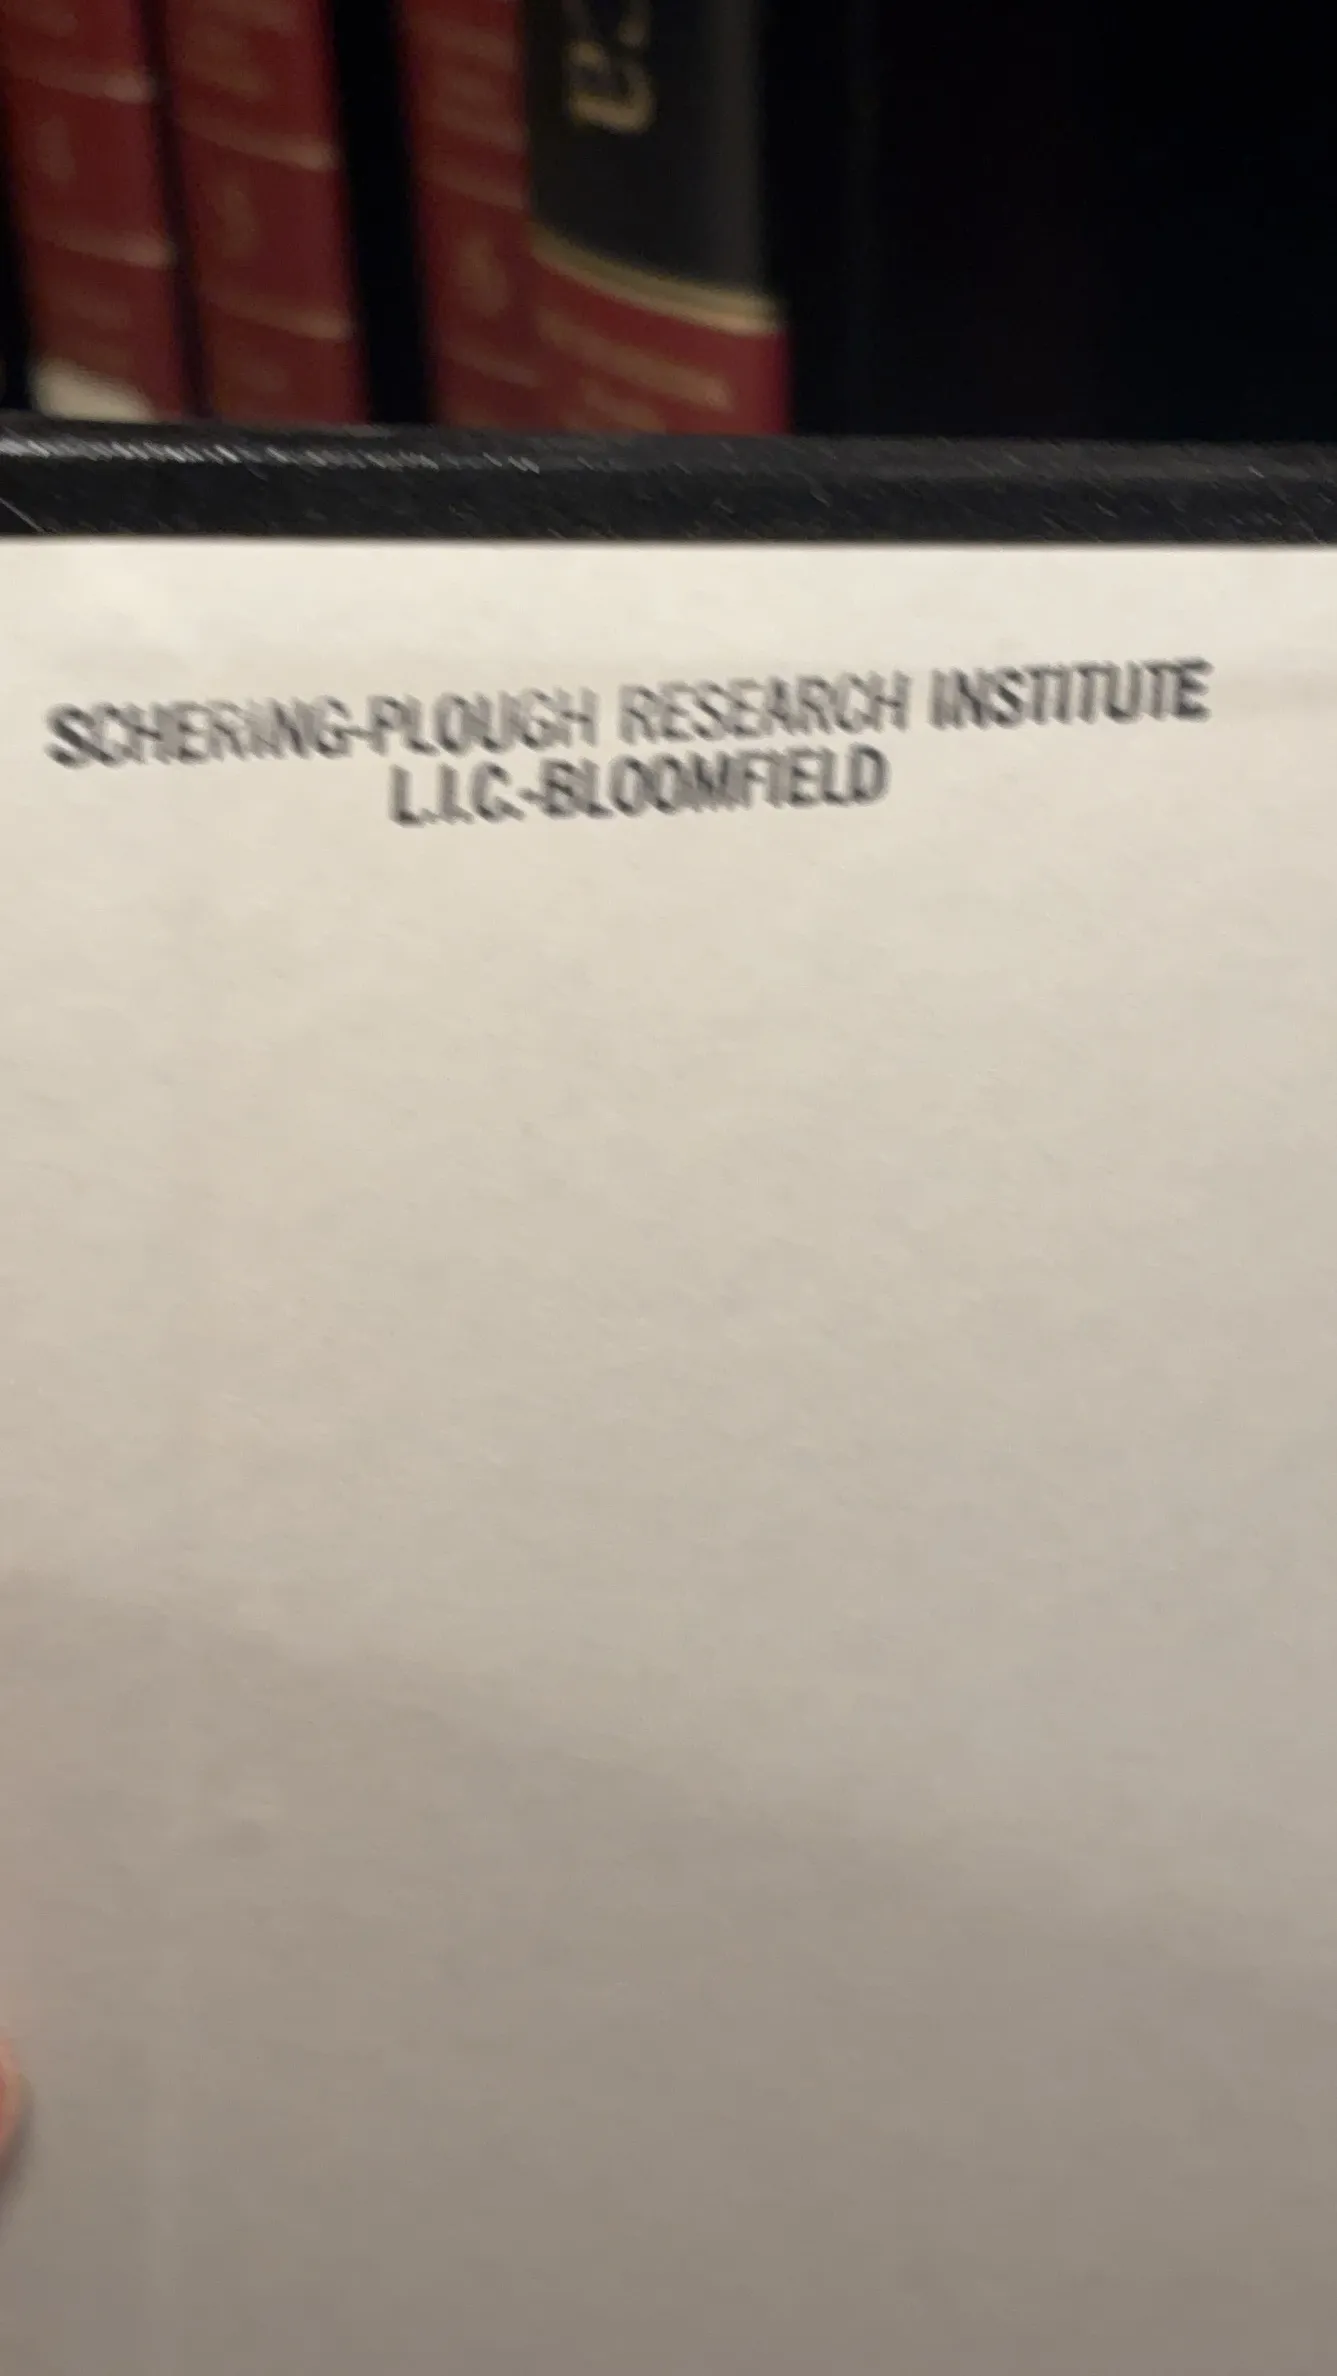 SCHERING-PLOUGH RESEARCH INSTITUTE
L.I.C.-BLOOMFIELD